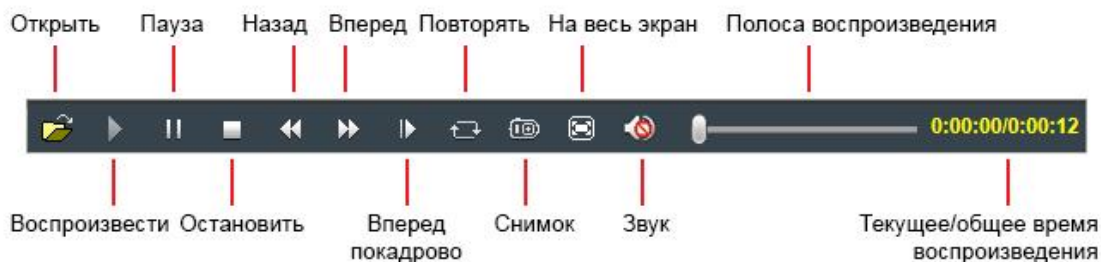 Открыть Пауза Назад Вперед Повторять На весь экран Полоса воспроизведения
0:00:00/0:00:12
Воспроизвести Остановить Вперед покадрово Снимок Звук Текущее/общее время воспроизведения